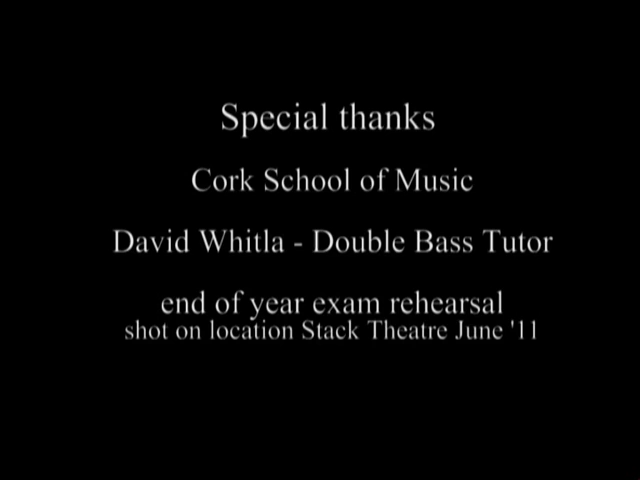 Special thanks
Cork School of Music
David Whitla - Double Bass Tutor
end of year exam rehearsal
shot on location Stack Theatre June '11